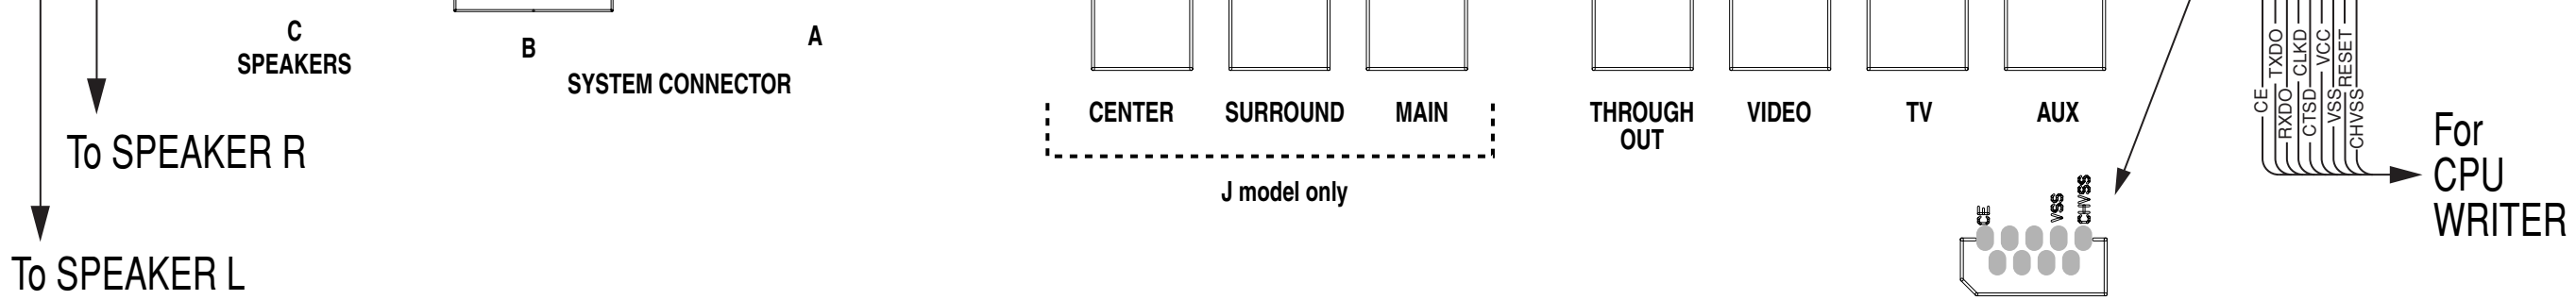 C
SPEAKERS
B
A
SYSTEM CONNECTOR
To SPEAKER R
To SPEAKER L
CENTER
SURROUND
MAIN
J model only
THROUGH
OUT
VIDEO
TV
AUX
CE
VSS
CHVSS
CE
TXDO
RXDO
CLKD
CTSD
VCC
VSS
RESET
CHVSS
For
CPU
WRITER